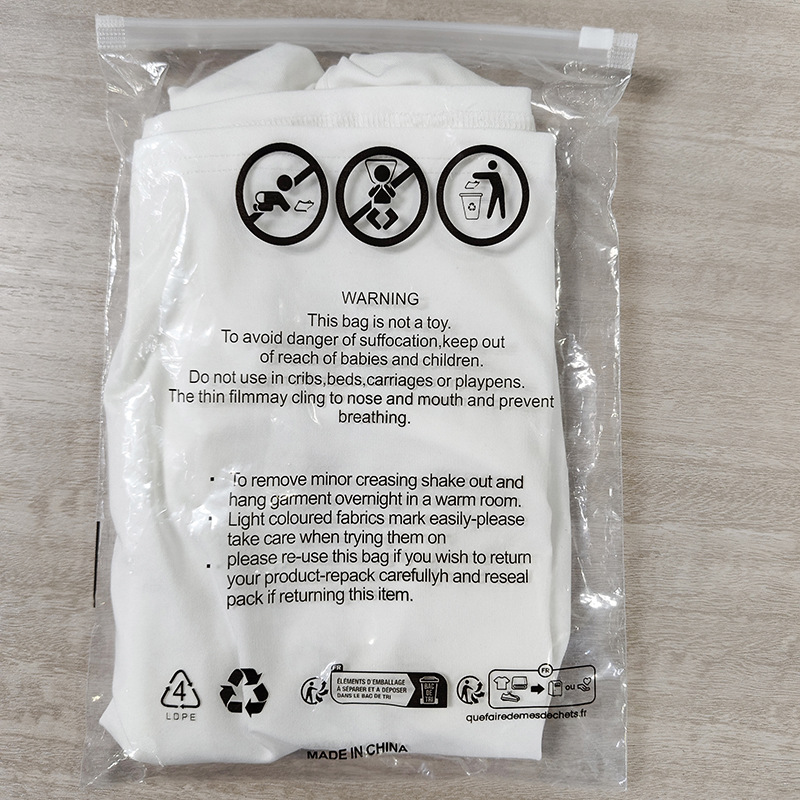 WARNING
This bag is not a toy.
To avoid danger of suffocation,keep out
of reach of babies and children.
Do not use in cribs,beds,carriages or playpens.
The thin filmmay cling to nose and mouth and prevent
breathing.
To remove minor creasing shake out and
hang garment overnight in a warm room.
Light coloured fabrics mark easily-please
take care when trying them on
please re-use this bag if you wish to return
your product-repack carefullyh and reseal
pack if returning this item.
4
LDPE
FR
ÉLÉMENTS D'EMBALLAGE
À SÉPARER ET À DÉPOSER
DANS LE BAC DE TRI
BAC
DE
TRI
FR
ou
quefairedemesdechets.fr
MADE IN CHINA